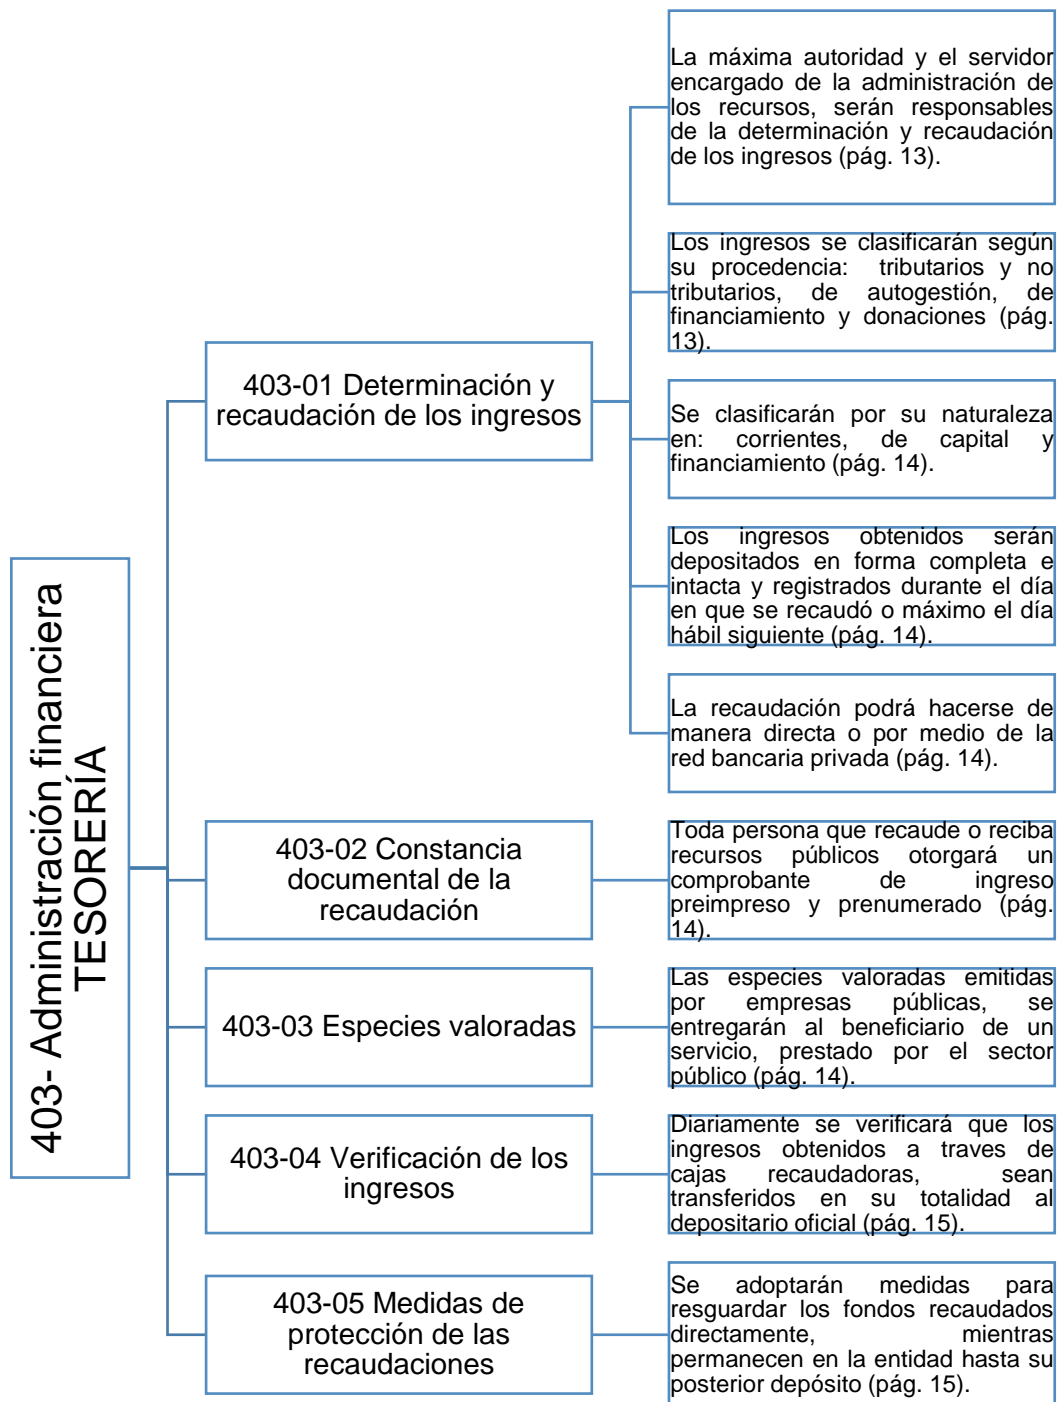 403- Administración financiera
TESORERÍA
403-01 Determinación y
recaudación de los ingresos
La máxima autoridad y el servidor
encargado de la administración de
los recursos, serán responsables
de la determinación y recaudación
de los ingresos (pág. 13).
Los ingresos se clasificarán según
su procedencia: tributarios y no
tributarios, de autogestión, de
financiamiento y donaciones (pág.
13).
Se clasificarán por su naturaleza
en: corrientes, de capital y
financiamiento (pág. 14).
Los ingresos obtenidos serán
depositados en forma completa e
intacta y registrados durante el día
en que se recaudó o máximo el día
hábil siguiente (pág. 14).
La recaudación podrá hacerse de
manera directa o por medio de la
red bancaria privada (pág. 14).
403-02 Constancia
documental de la
recaudación
Toda persona que recaude o reciba
recursos públicos otorgará un
comprobante de ingreso
preimpreso y prenumerado (pág.
14).
403-03 Especies valoradas
Las especies valoradas emitidas
por empresas públicas, se
entregarán al beneficiario de un
servicio, prestado por el sector
público (pág. 14).
403-04 Verificación de los
ingresos
Diariamente se verificará que los
ingresos obtenidos a traves de
cajas recaudadoras, sean
transferidos en su totalidad al
depositario oficial (pág. 15).
403-05 Medidas de
protección de las
recaudaciones
Se adoptarán medidas para
resguardar los fondos recaudados
directamente, mientras
permanecen en la entidad hasta su
posterior depósito (pág. 15).